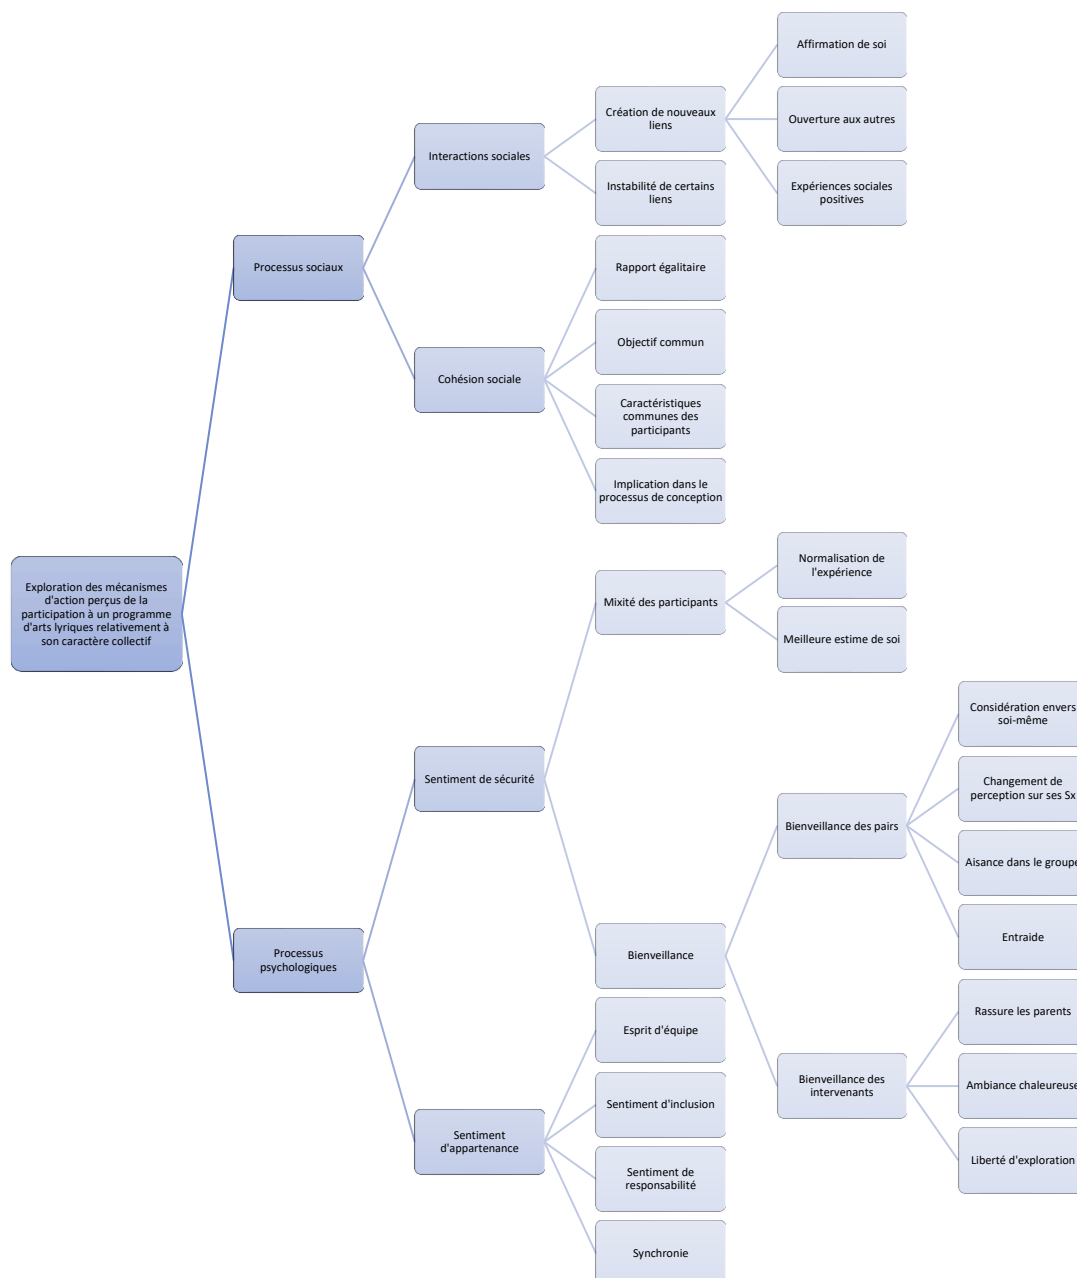 Affirmation de soi
Création de nouveaux
liens
Ouverture aux autres
Interactions sociales
Instabilité de certains
liens
Expériences sociales
positives
Processus sociaux
Rapport égalitaire
Objectif commun
Cohésion sociale
Caractéristiques
communes des
participants
Implication dans le
processus de conception
Exploration des mécanismes
d'action perçus de la
participation à un programme
d'arts lyriques relativement à
son caractère collectif
Normalisation de
l'expérience
Mixité des participants
Meilleure estime de soi
Considération envers
soi-même
Sentiment de sécurité
Changement de
perception sur ses Sx
Bienveillance des pairs
Aisance dans le groupe
Entraide
Processus
psychologiques
Bienveillance
Rassure les parents
Esprit d'équipe
Bienveillance des
intervenants
Ambiance chaleureuse
Sentiment d'inclusion
Sentiment
d'appartenance
Liberté d'exploration
Sentiment de
responsabilité
Synchronie